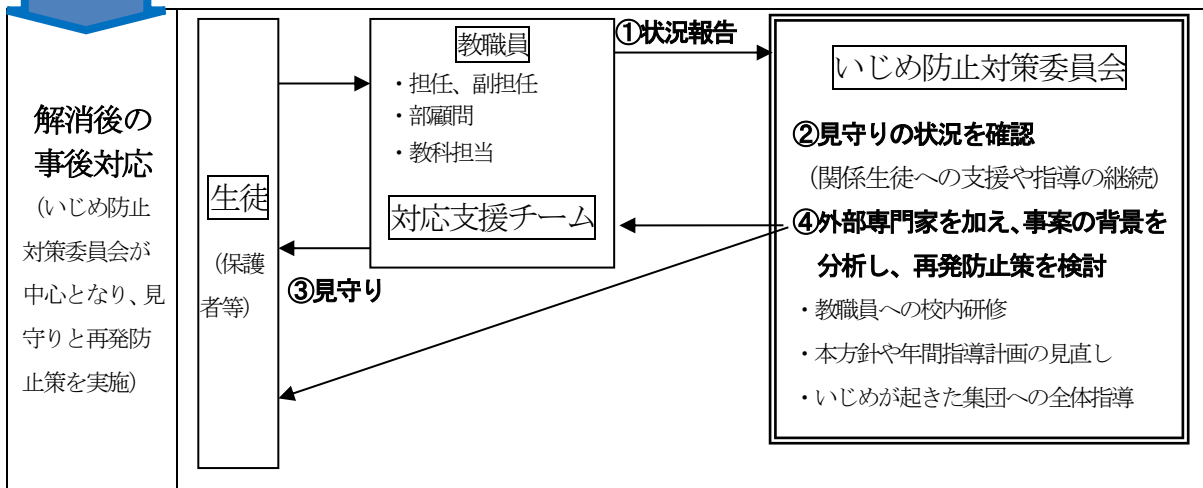 解消後の
事後対応
(いじめ防止
対策委員会が
中心となり、見
守りと再発防
止策を実施)
生徒
(保護
者等)
教職員
・担任、副担任
・部顧問
・教科担当
対応支援チーム
①状況報告
③見守り
いじめ防止対策委員会
②見守りの状況を確認
(関係生徒への支援や指導の継続)
④外部専門家を加え、事案の背景を
分析し、再発防止策を検討
・教職員への校内研修
・本方針や年間指導計画の見直し
・いじめが起きた集団への全体指導